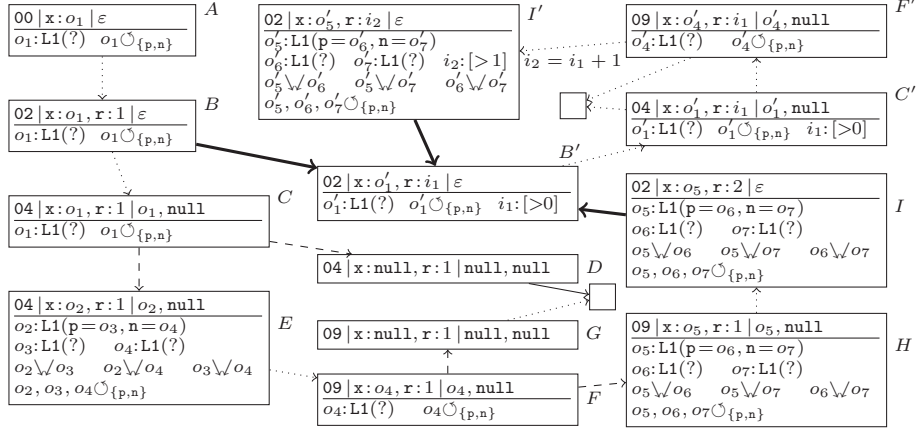 A
00 | x : o₁ | ε
o₁:L1(?) o₁↺{p,n}
B
02 | x : o₁, r : 1 | ε
o₁:L1(?) o₁↺{p,n}
C
04 | x : o₁, r : 1 | o₁, null
o₁:L1(?) o₁↺{p,n}
E
04 | x : o₂, r : 1 | o₂, null
o₂:L1(p=o₃, n=o₄)
o₃:L1(?) o₄:L1(?)
o₂\↙↘/o₃ o₂\↙↘/o₄ o₃\↙↘/o₄
o₂, o₃, o₄↺{p,n}
I′
02 | x : o′₅, r : i₂ | ε
o′₅:L1(p=o′₆, n=o′₇)
o′₆:L1(?) o′₇:L1(?) i₂:[>1]
o′₅\↙↘/o′₆ o′₅\↙↘/o′₇ o′₆\↙↘/o′₇
o′₅, o′₆, o′₇↺{p,n}
i₂ = i₁ + 1
B′
02 | x : o′₁, r : i₁ | ε
o′₁:L1(?) o′₁↺{p,n} i₁:[>0]
D
04 | x : null, r : 1 | null, null
G
09 | x : null, r : 1 | null, null
F
09 | x : o₄, r : 1 | o₄, null
o₄:L1(?) o₄↺{p,n}
F′
09 | x : o′₄, r : i₁ | o′₄, null
o′₄:L1(?) o′₄↺{p,n}
C′
04 | x : o′₁, r : i₁ | o′₁, null
o′₁:L1(?) o′₁↺{p,n} i₁:[>0]
I
02 | x : o₅, r : 2 | ε
o₅:L1(p=o₆, n=o₇)
o₆:L1(?) o₇:L1(?)
o₅\↙↘/o₆ o₅\↙↘/o₇ o₆\↙↘/o₇
o₅, o₆, o₇↺{p,n}
H
09 | x : o₅, r : 1 | o₅, null
o₅:L1(p=o₆, n=o₇)
o₆:L1(?) o₇:L1(?)
o₅\↙↘/o₆ o₅\↙↘/o₇ o₆\↙↘/o₇
o₅, o₆, o₇↺{p,n}